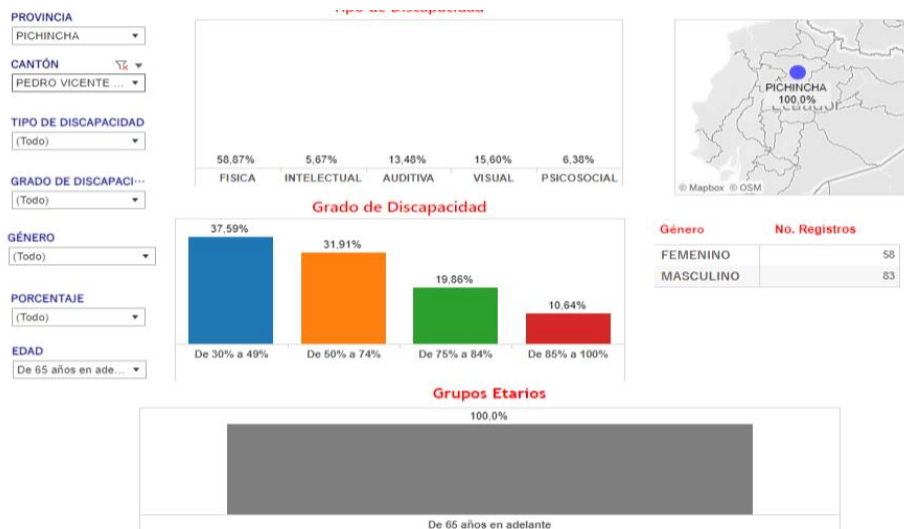 PROVINCIA
PICHINCHA
CANTÓN
PEDRO VICENTE ...
TIPO DE DISCAPACIDAD
(Todo)
GRADO DE DISCAPACI...
(Todo)
GÉNERO
(Todo)
PORCENTAJE
(Todo)
EDAD
De 65 años en ade...
Tipo de Discapacidad
58,87% 5,67% 13,48% 15,60% 6,38%
FISICA INTELECTUAL AUDITIVA VISUAL PSICOSOCIAL
Grado de Discapacidad
37,59%
31,91%
19,86%
10,64%
De 30% a 49% De 50% a 74% De 75% a 84% De 85% a 100%
PICHINCHA
100,0%
Ecuador
© Mapbox © OSM
Género No. Registros
FEMENINO 58
MASCULINO 83
Grupos Etarios
100,0%
De 65 años en adelante